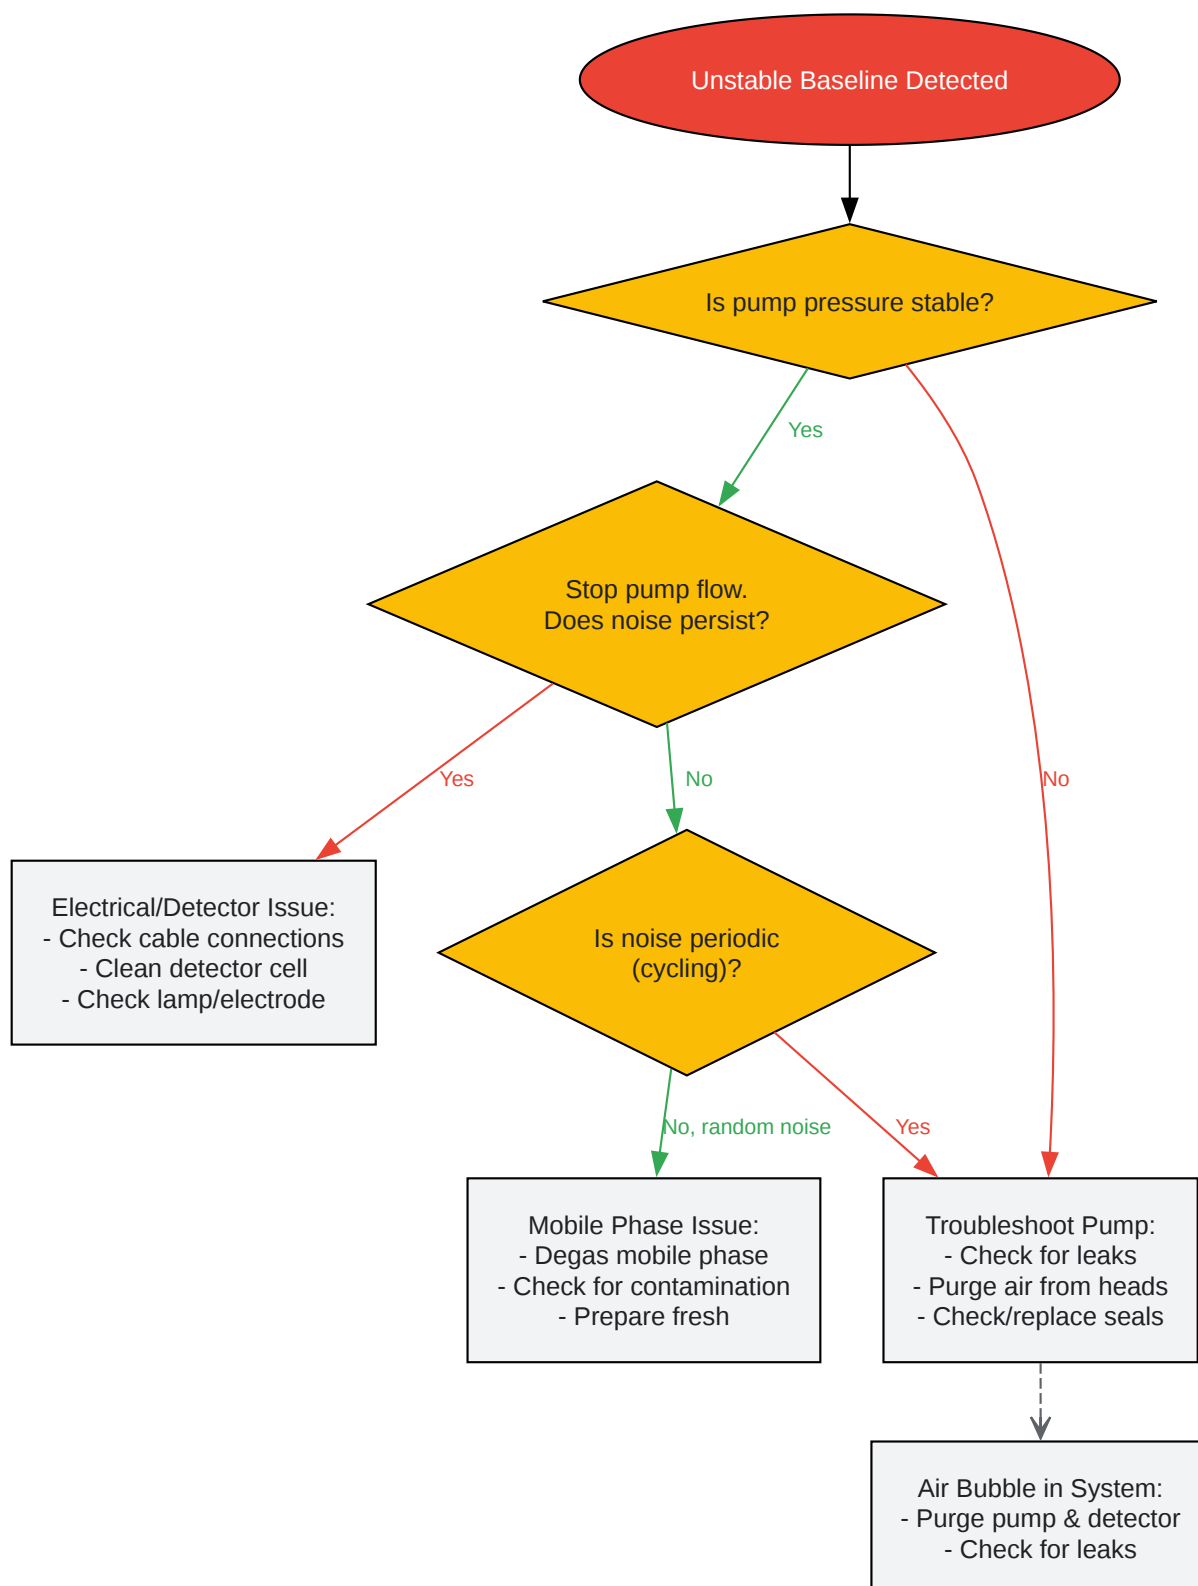 Unstable Baseline Detected
Is pump pressure stable?
Yes
Stop pump flow.
Does noise persist?
Yes
No
No
Electrical/Detector Issue:
- Check cable connections
- Clean detector cell
- Check lamp/electrode
Is noise periodic
(cycling)?
No, random noise
Yes
Mobile Phase Issue:
- Degas mobile phase
- Check for contamination
- Prepare fresh
Troubleshoot Pump:
- Check for leaks
- Purge air from heads
- Check/replace seals
Air Bubble in System:
- Purge pump & detector
- Check for leaks